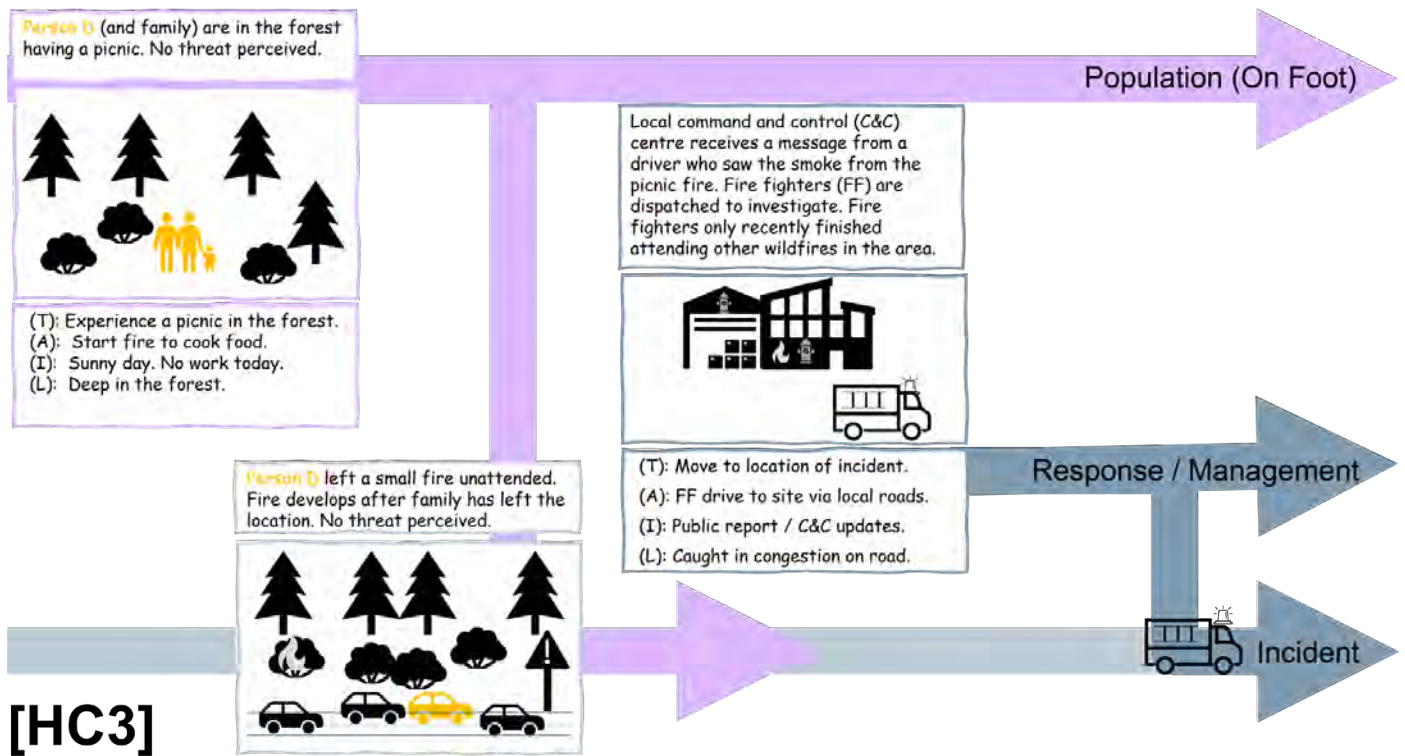 Person D (and family) are in the forest
having a picnic. No threat perceived.
Population (On Foot)
(T): Experience a picnic in the forest.
(A): Start fire to cook food.
(I): Sunny day. No work today.
(L): Deep in the forest.
Local command and control (C&C)
centre receives a message from a
driver who saw the smoke from the
picnic fire. Fire fighters (FF) are
dispatched to investigate. Fire
fighters only recently finished
attending other wildfires in the area.
(T): Move to location of incident.
(A): FF drive to site via local roads.
(I): Public report / C&C updates.
(L): Caught in congestion on road.
Response / Management
Person D left a small fire unattended.
Fire develops after family has left the
location. No threat perceived.
Incident
[HC3]